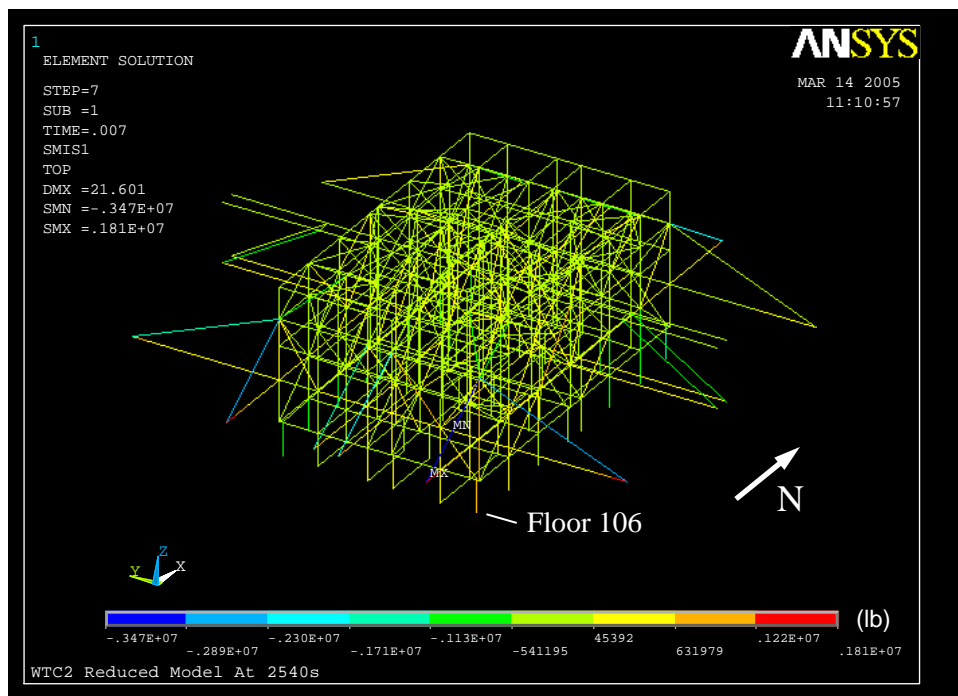 1
ANSYS
ELEMENT SOLUTION
MAR 14 2005
11:10:57
STEP=7
SUB =1
TIME=.007
SMIS1
TOP
DMX =21.601
SMN =-.347E+07
SMX =.181E+07
MN
MX
N
Floor 106
Z
Y
X
(lb)
-.347E+07 -.230E+07 -.113E+07 45392 .122E+07
-.289E+07 -.171E+07 -541195 631979 .181E+07
WTC2 Reduced Model At 2540s